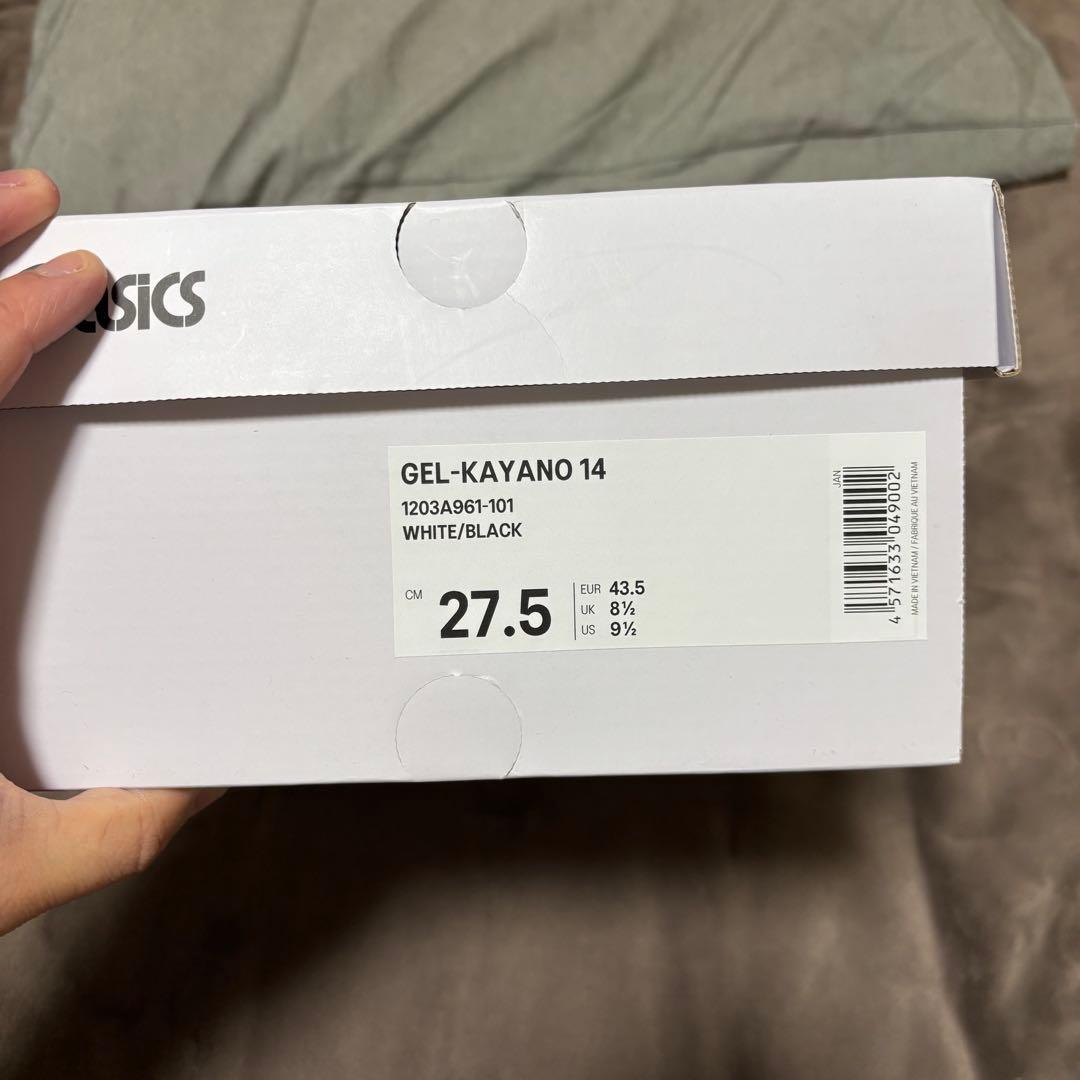 asics
GEL-KAYANO 14
1203A961-101
WHITE/BLACK
CM 27.5
EUR 43.5
UK 8½
US 9½
JAN
4 571633 049002
MADE IN VIETNAM / FABRIQUE AU VIETNAM